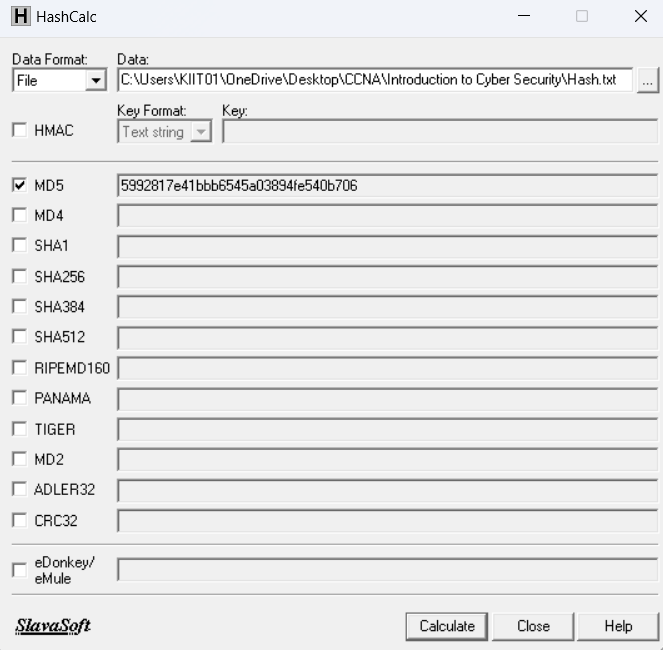 HashCalc
Data Format: Data:
File C:\Users\KIIT01\OneDrive\Desktop\CCNA\Introduction to Cyber Security\Hash.txt ...
Key Format: Key:
HMAC Text string
MD5 5992817e41bbb6545a03894fe540b706
MD4
SHA1
SHA256
SHA384
SHA512
RIPEMD160
PANAMA
TIGER
MD2
ADLER32
CRC32
eDonkey/
eMule
SlavaSoft Calculate Close Help